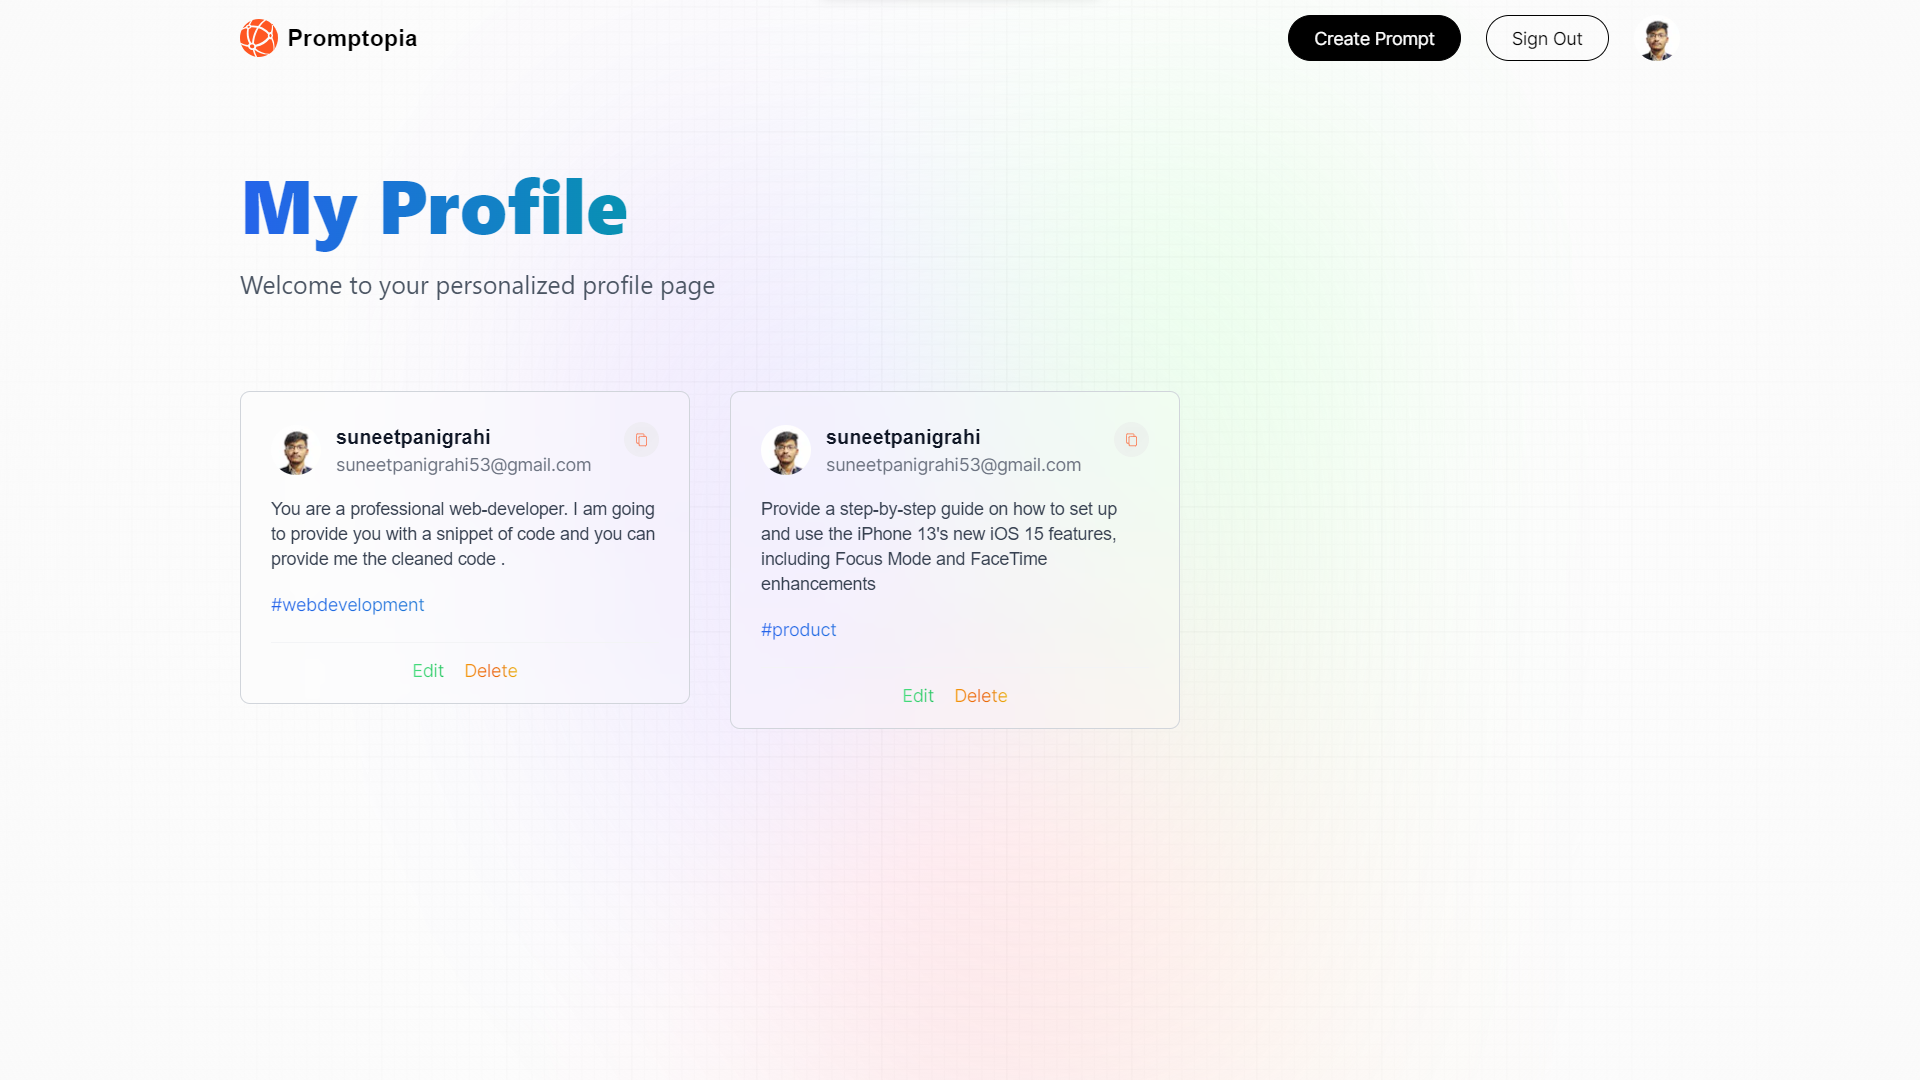 Promptopia
Create Prompt
Sign Out
My Profile
Welcome to your personalized profile page
suneetpanigrahi
suneetpanigrahi53@gmail.com
You are a professional web-developer. I am going
to provide you with a snippet of code and you can
provide me the cleaned code .
#webdevelopment
Edit
Delete
suneetpanigrahi
suneetpanigrahi53@gmail.com
Provide a step-by-step guide on how to set up
and use the iPhone 13's new iOS 15 features,
including Focus Mode and FaceTime
enhancements
#product
Edit
Delete